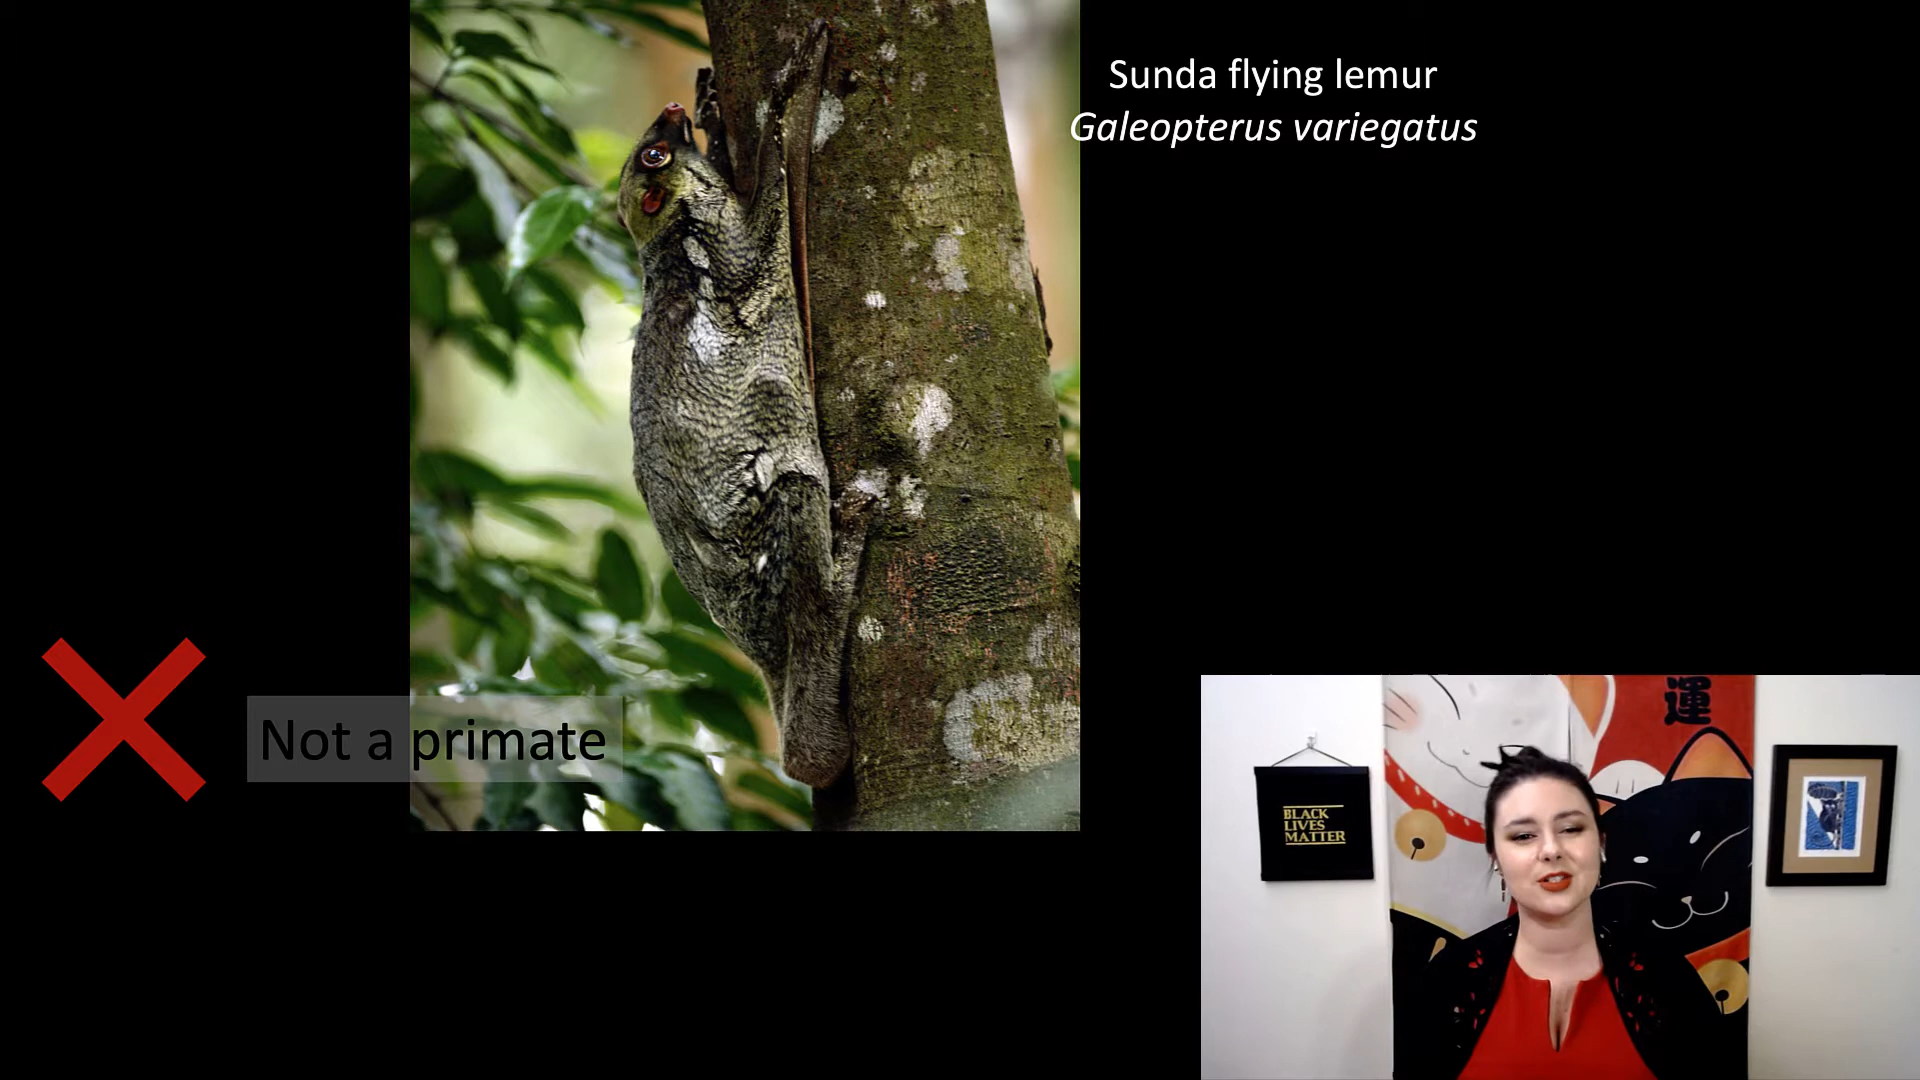 Sunda flying lemur
Galeopterus variegatus
Not a primate
運
BLACK
LIVES
MATTER